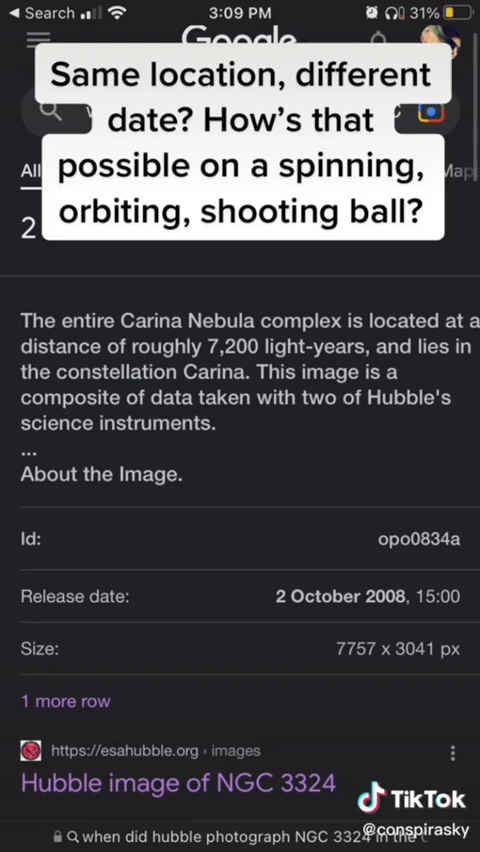 Search
3:09 PM
31%
Google
Same location, different
date? How's that
possible on a spinning,
orbiting, shooting ball?
All
2
The entire Carina Nebula complex is located at a
distance of roughly 7,200 light-years, and lies in
the constellation Carina. This image is a
composite of data taken with two of Hubble's
science instruments.
...
About the Image.
Id: opo0834a
Release date: 2 October 2008, 15:00
Size: 7757 x 3041 px
1 more row
https://esahubble.org › images
Hubble image of NGC 3324
TikTok
@conspirasky
when did hubble photograph NGC 3324 in the